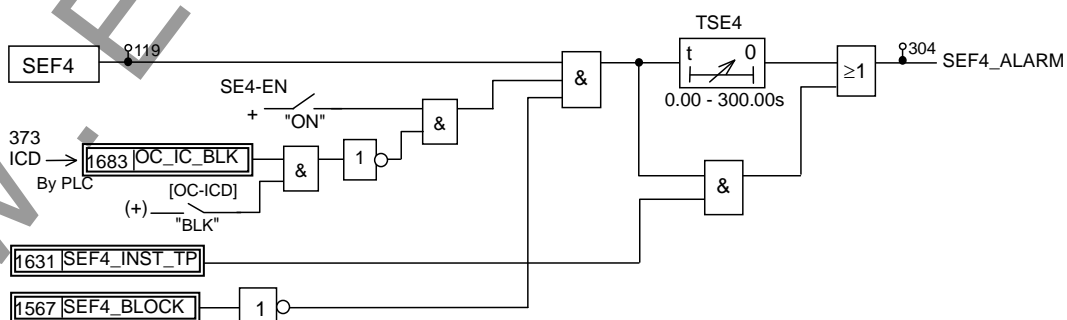 TSE4
SEF4
119
&
t 0
≥1
304
SEF4_ALARM
SE4-EN
+
"ON"
0.00 - 300.00s
&
373
ICD
By PLC
1683 OC_IC_BLK
&
1
[OC-ICD]
(+)
"BLK"
&
1631 SEF4_INST_TP
1567 SEF4_BLOCK
1